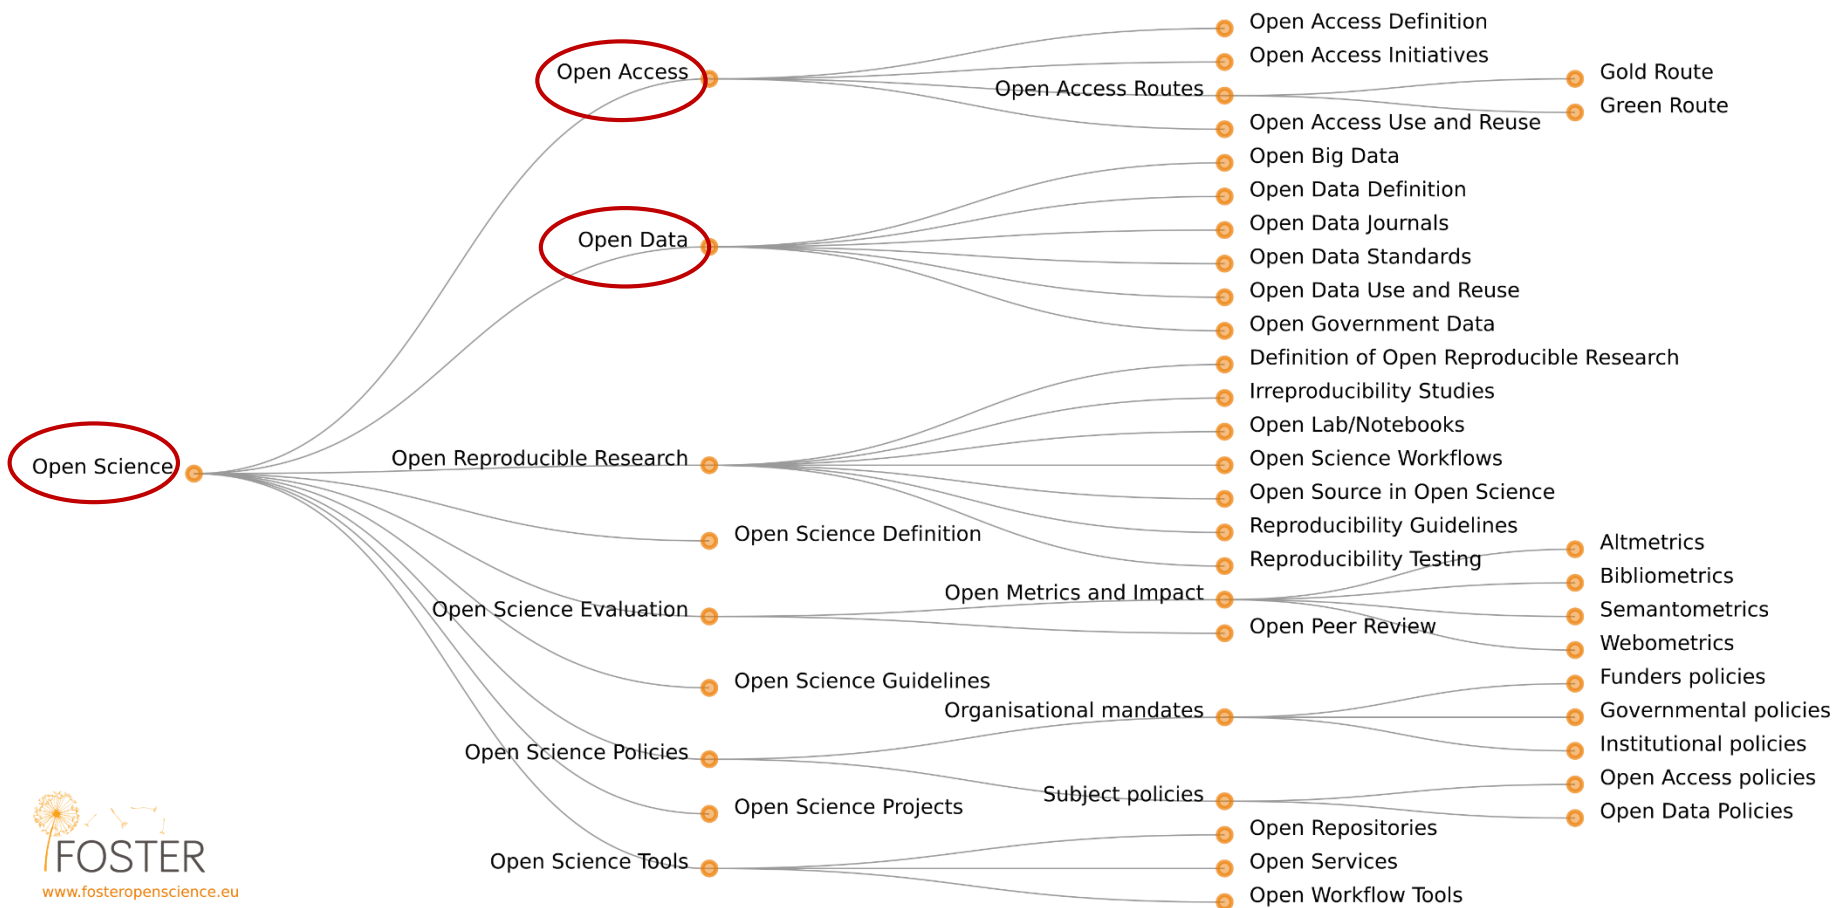 Open Science
Open Access
Open Access Definition
Open Access Initiatives
Open Access Routes
Gold Route
Green Route
Open Access Use and Reuse
Open Data
Open Big Data
Open Data Definition
Open Data Journals
Open Data Standards
Open Data Use and Reuse
Open Government Data
Open Reproducible Research
Definition of Open Reproducible Research
Irreproducibility Studies
Open Lab/Notebooks
Open Science Workflows
Open Source in Open Science
Reproducibility Guidelines
Reproducibility Testing
Open Science Definition
Open Science Evaluation
Open Metrics and Impact
Altmetrics
Bibliometrics
Semantometrics
Webometrics
Open Peer Review
Open Science Guidelines
Open Science Policies
Organisational mandates
Funders policies
Governmental policies
Institutional policies
Subject policies
Open Access policies
Open Data Policies
Open Science Projects
Open Science Tools
Open Repositories
Open Services
Open Workflow Tools
FOSTER
www.fosteropenscience.eu